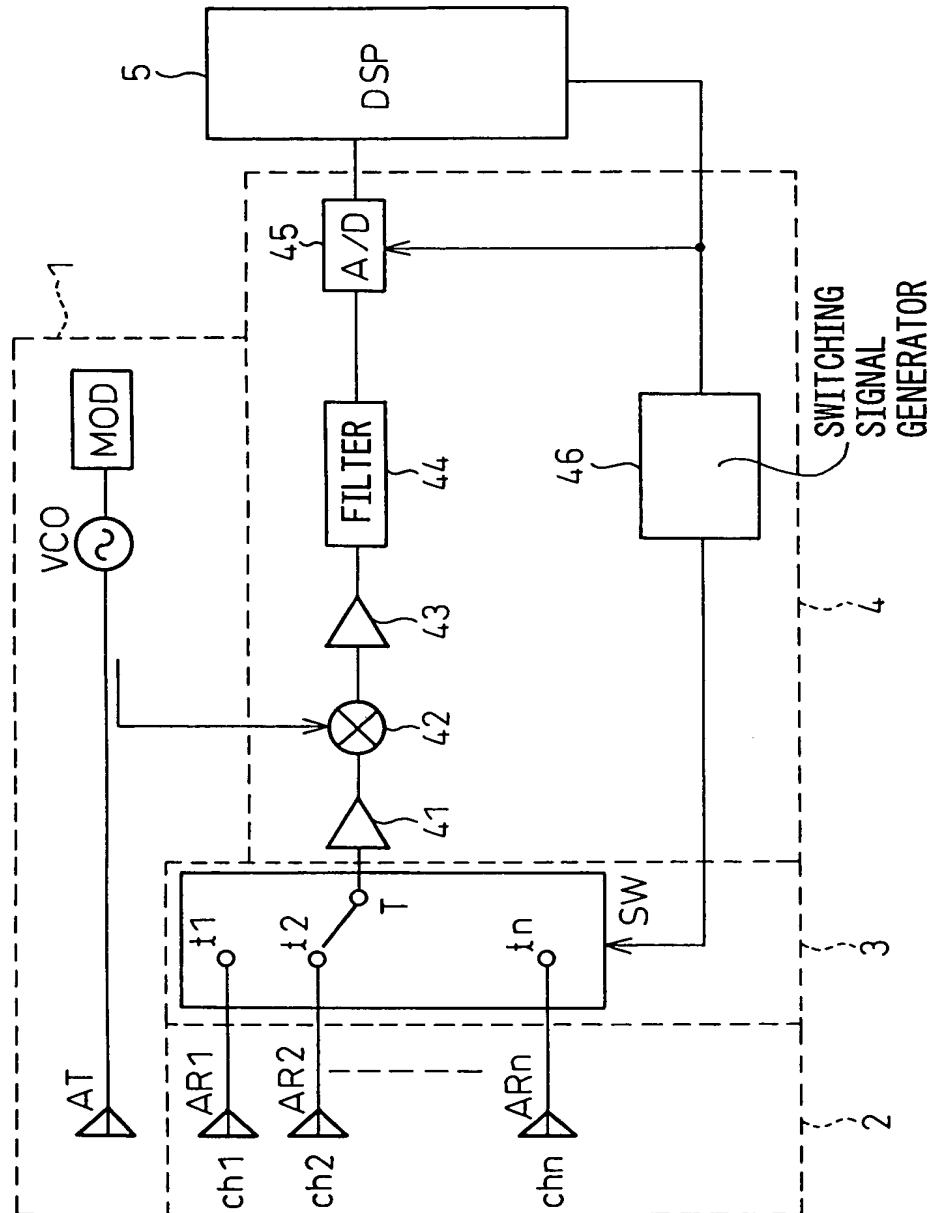 1
VCO
MOD
AT
5
DSP
45
A/D
FILTER
44
43
42
41
46
SWITCHING
SIGNAL
GENERATOR
4
t1
t2
T
tn
SW
3
AR1
ch1
AR2
ch2
ARn
chn
2